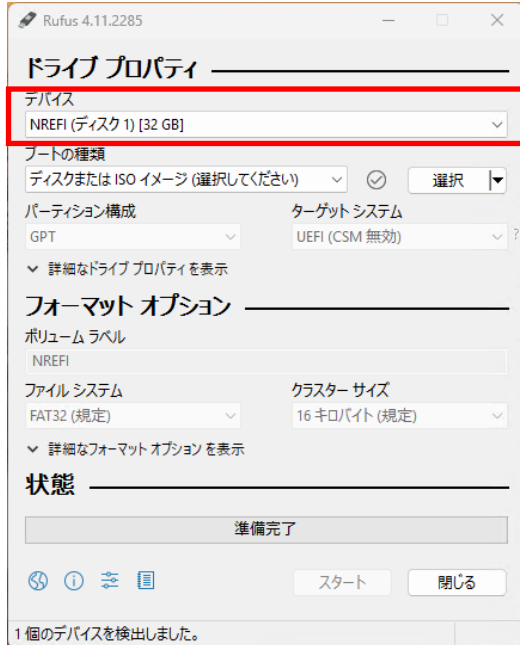 Rufus 4.11.2285
ドライブ プロパティ
デバイス
NREFI (ディスク 1) [32 GB]
ブートの種類
ディスクまたは ISO イメージ (選択してください)
選択
パーティション構成
ターゲット システム
GPT
UEFI (CSM 無効)
?
詳細なドライブ プロパティを表示
フォーマット オプション
ボリューム ラベル
NREFI
ファイル システム
クラスター サイズ
FAT32 (規定)
16 キロバイト (規定)
詳細なフォーマット オプション を表示
状態
準備完了
スタート
閉じる
1 個のデバイスを検出しました。